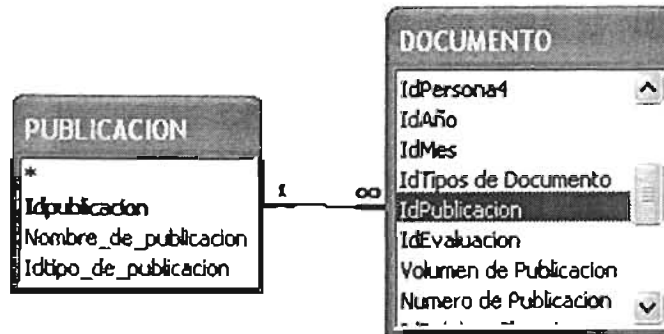 DOCUMENTO
IdPersona4
IdAño
IdMes
IdTipos de Documento
IdPublicacion
IdEvaluacion
Volumen de Publicacion
Numero de Publicacion
PUBLICACION
*
Idpublicacion
Nombre_de_publicacion
Idtipo_de_publicacion
1 ∞